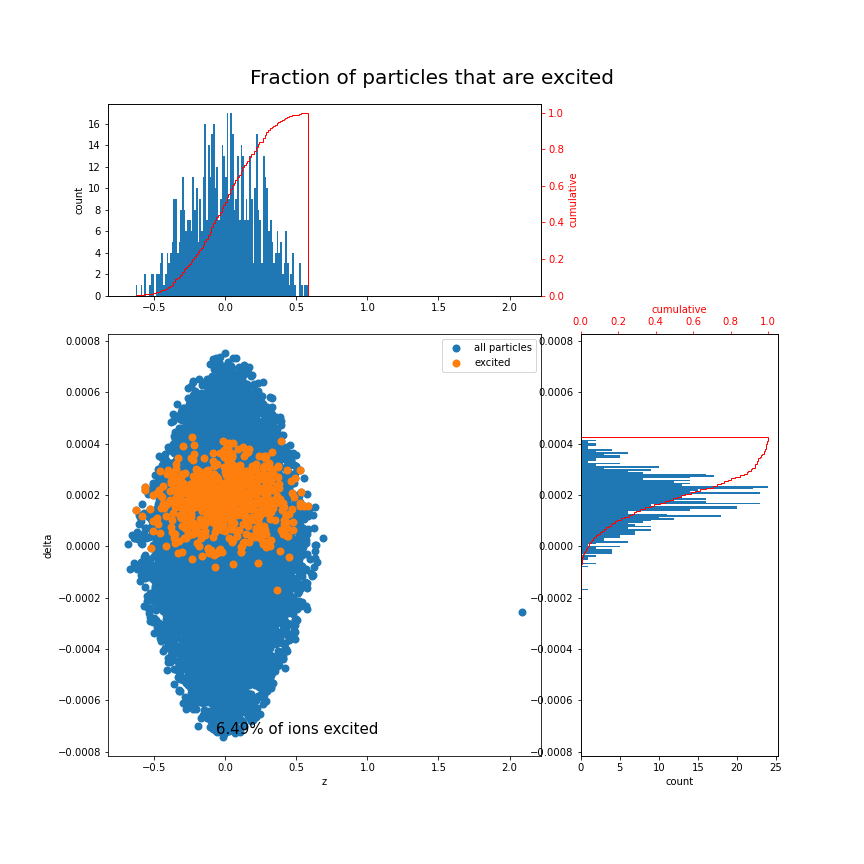 Fraction of particles that are excited
16
14
12
10
8
6
4
2
0
count
−0.5 0.0 0.5 1.0 1.5 2.0
1.0
0.8
0.6
0.4
0.2
0.0
cumulative
0.0008
0.0006
0.0004
0.0002
0.0000
−0.0002
−0.0004
−0.0006
−0.0008
delta
all particles
excited
6.49% of ions excited
−0.5 0.0 0.5 1.0 1.5 2.0
z
cumulative
0.0 0.2 0.4 0.6 0.8 1.0
0.0008
0.0006
0.0004
0.0002
0.0000
−0.0002
−0.0004
−0.0006
−0.0008
0 5 10 15 20 25
count